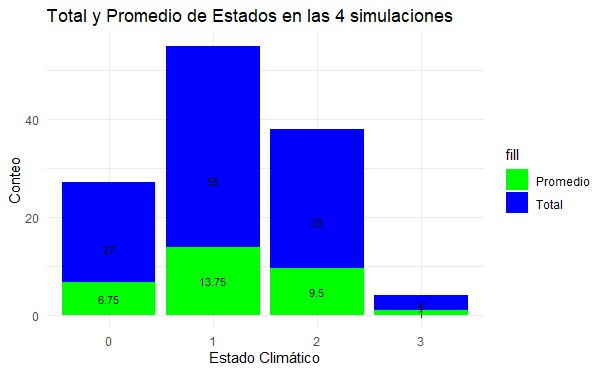 Total y Promedio de Estados en las 4 simulaciones
Conteo
40
20
0
27
6.75
55
13.75
38
9.5
4
1
0
1
2
3
Estado Climático
fill
Promedio
Total